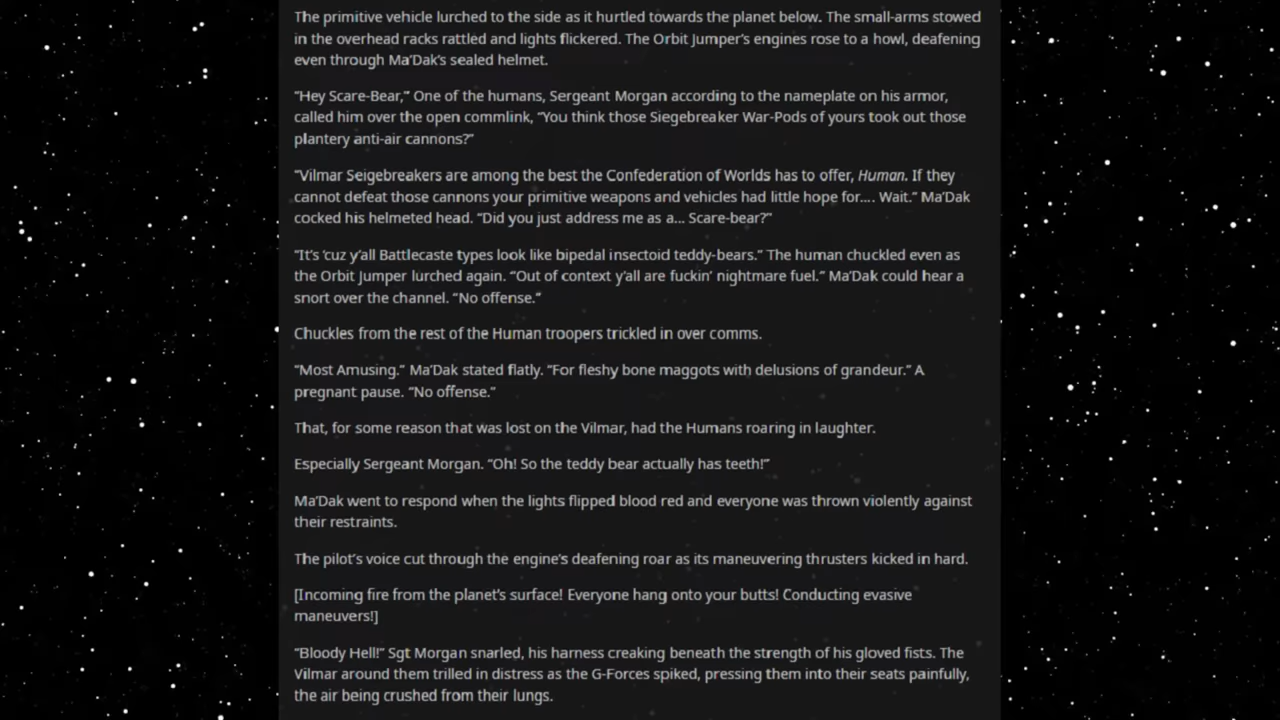 The primitive vehicle lurched to the side as it hurtled towards the planet below. The small-arms stowed
in the overhead racks rattled and lights flickered. The Orbit Jumper's engines rose to a howl, deafening
even through Ma'Dak's sealed helmet.
"Hey Scare-Bear," One of the humans, Sergeant Morgan according to the nameplate on his armor,
called him over the open commlink, "You think those Siegebreaker War-Pods of yours took out those
plantery anti-air cannons?"
"Vilmar Seigebreakers are among the best the Confederation of Worlds has to offer, Human. If they
cannot defeat those cannons your primitive weapons and vehicles had little hope for.... Wait." Ma'Dak
cocked his helmeted head. "Did you just address me as a... Scare-bear?"
"It's 'cuz y'all Battlecaste types look like bipedal insectoid teddy-bears." The human chuckled even as
the Orbit Jumper lurched again. "Out of context y'all are fuckin' nightmare fuel." Ma'Dak could hear a
snort over the channel. "No offense."
Chuckles from the rest of the Human troopers trickled in over comms.
"Most Amusing." Ma'Dak stated flatly. "For fleshy bone maggots with delusions of grandeur." A
pregnant pause. "No offense."
That, for some reason that was lost on the Vilmar, had the Humans roaring in laughter.
Especially Sergeant Morgan. "Oh! So the teddy bear actually has teeth!"
Ma'Dak went to respond when the lights flipped blood red and everyone was thrown violently against
their restraints.
The pilot's voice cut through the engine's deafening roar as its maneuvering thrusters kicked in hard.
[Incoming fire from the planet's surface! Everyone hang onto your butts! Conducting evasive
maneuvers!]
"Bloody Hell!" Sgt Morgan snarled, his harness creaking beneath the strength of his gloved fists. The
Vilmar around them trilled in distress as the G-Forces spiked, pressing them into their seats painfully,
the air being crushed from their lungs.